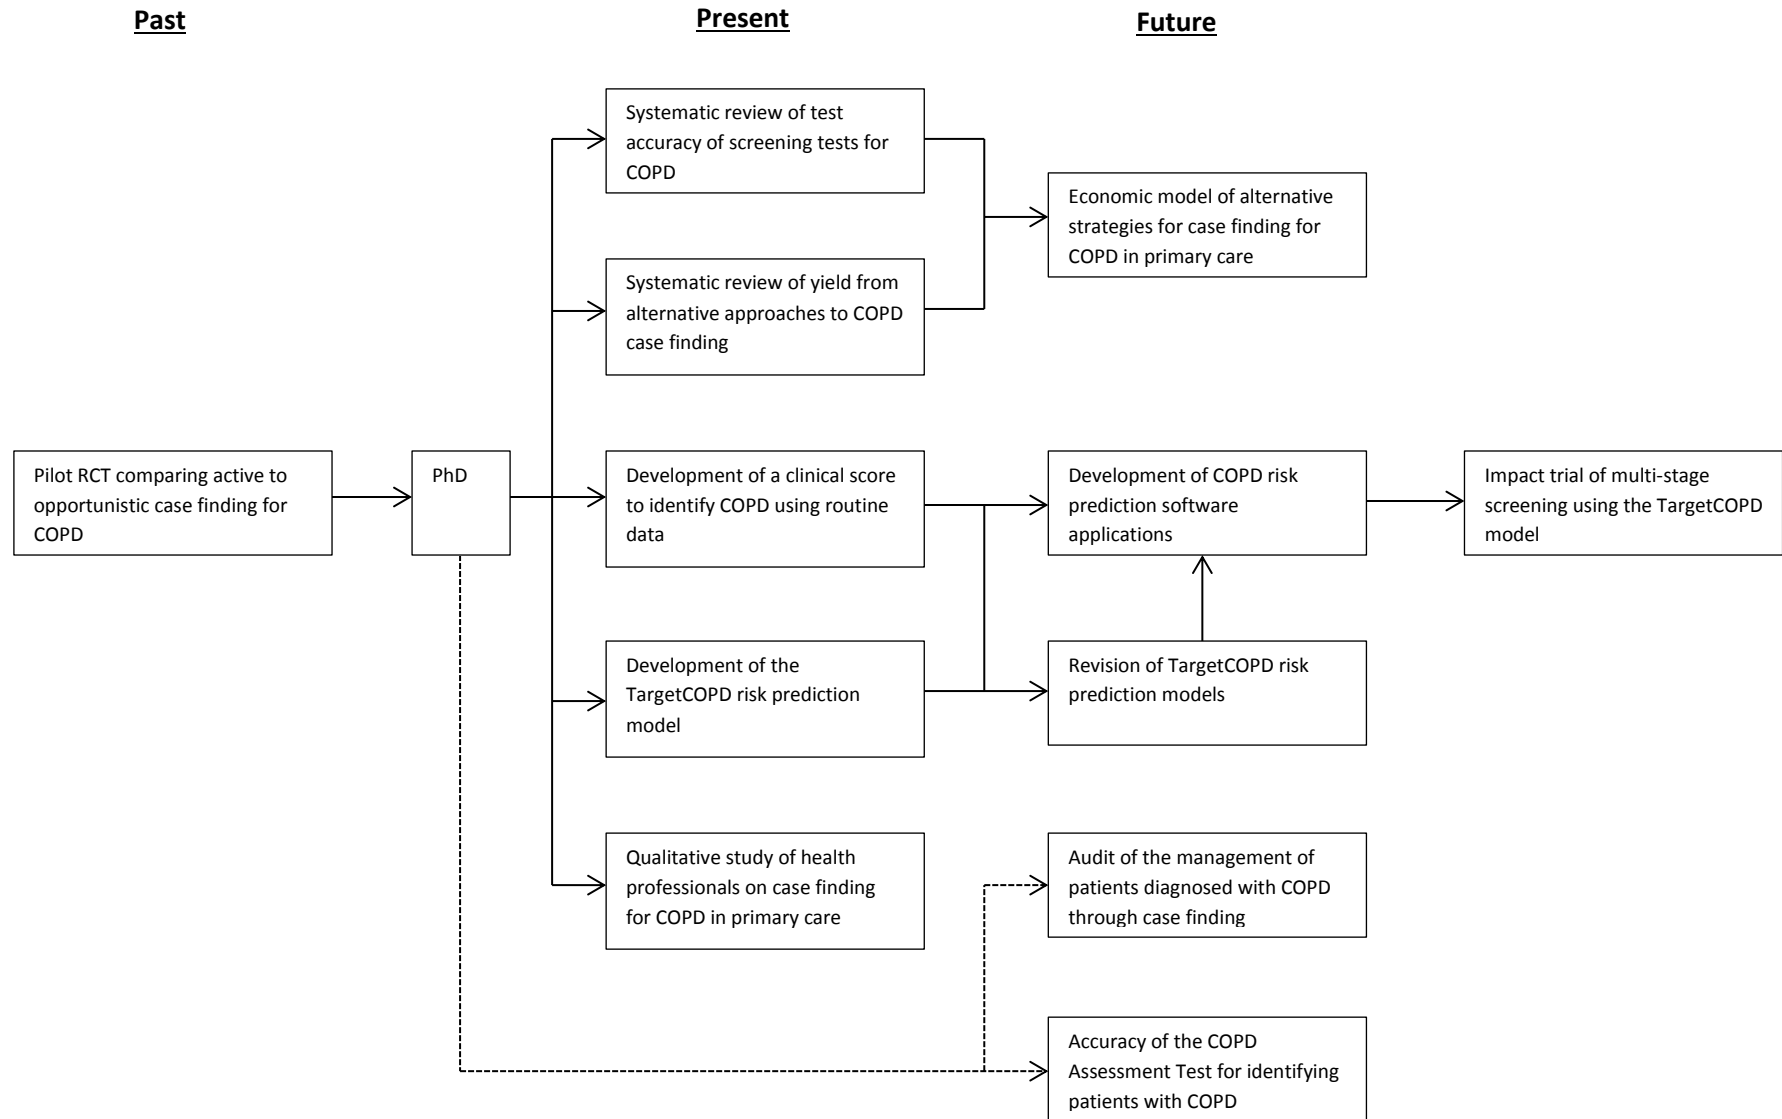 Past
Present
Future
Systematic review of test
accuracy of screening tests for
COPD
Systematic review of yield from
alternative approaches to COPD
case finding
Economic model of alternative
strategies for case finding for
COPD in primary care
Pilot RCT comparing active to
opportunistic case finding for
COPD
PhD
Development of a clinical score
to identify COPD using routine
data
Development of COPD risk
prediction software
applications
Impact trial of multi-stage
screening using the TargetCOPD
model
Development of the
TargetCOPD risk prediction
model
Revision of TargetCOPD risk
prediction models
Qualitative study of health
professionals on case finding
for COPD in primary care
Audit of the management of
patients diagnosed with COPD
through case finding
Accuracy of the COPD
Assessment Test for identifying
patients with COPD